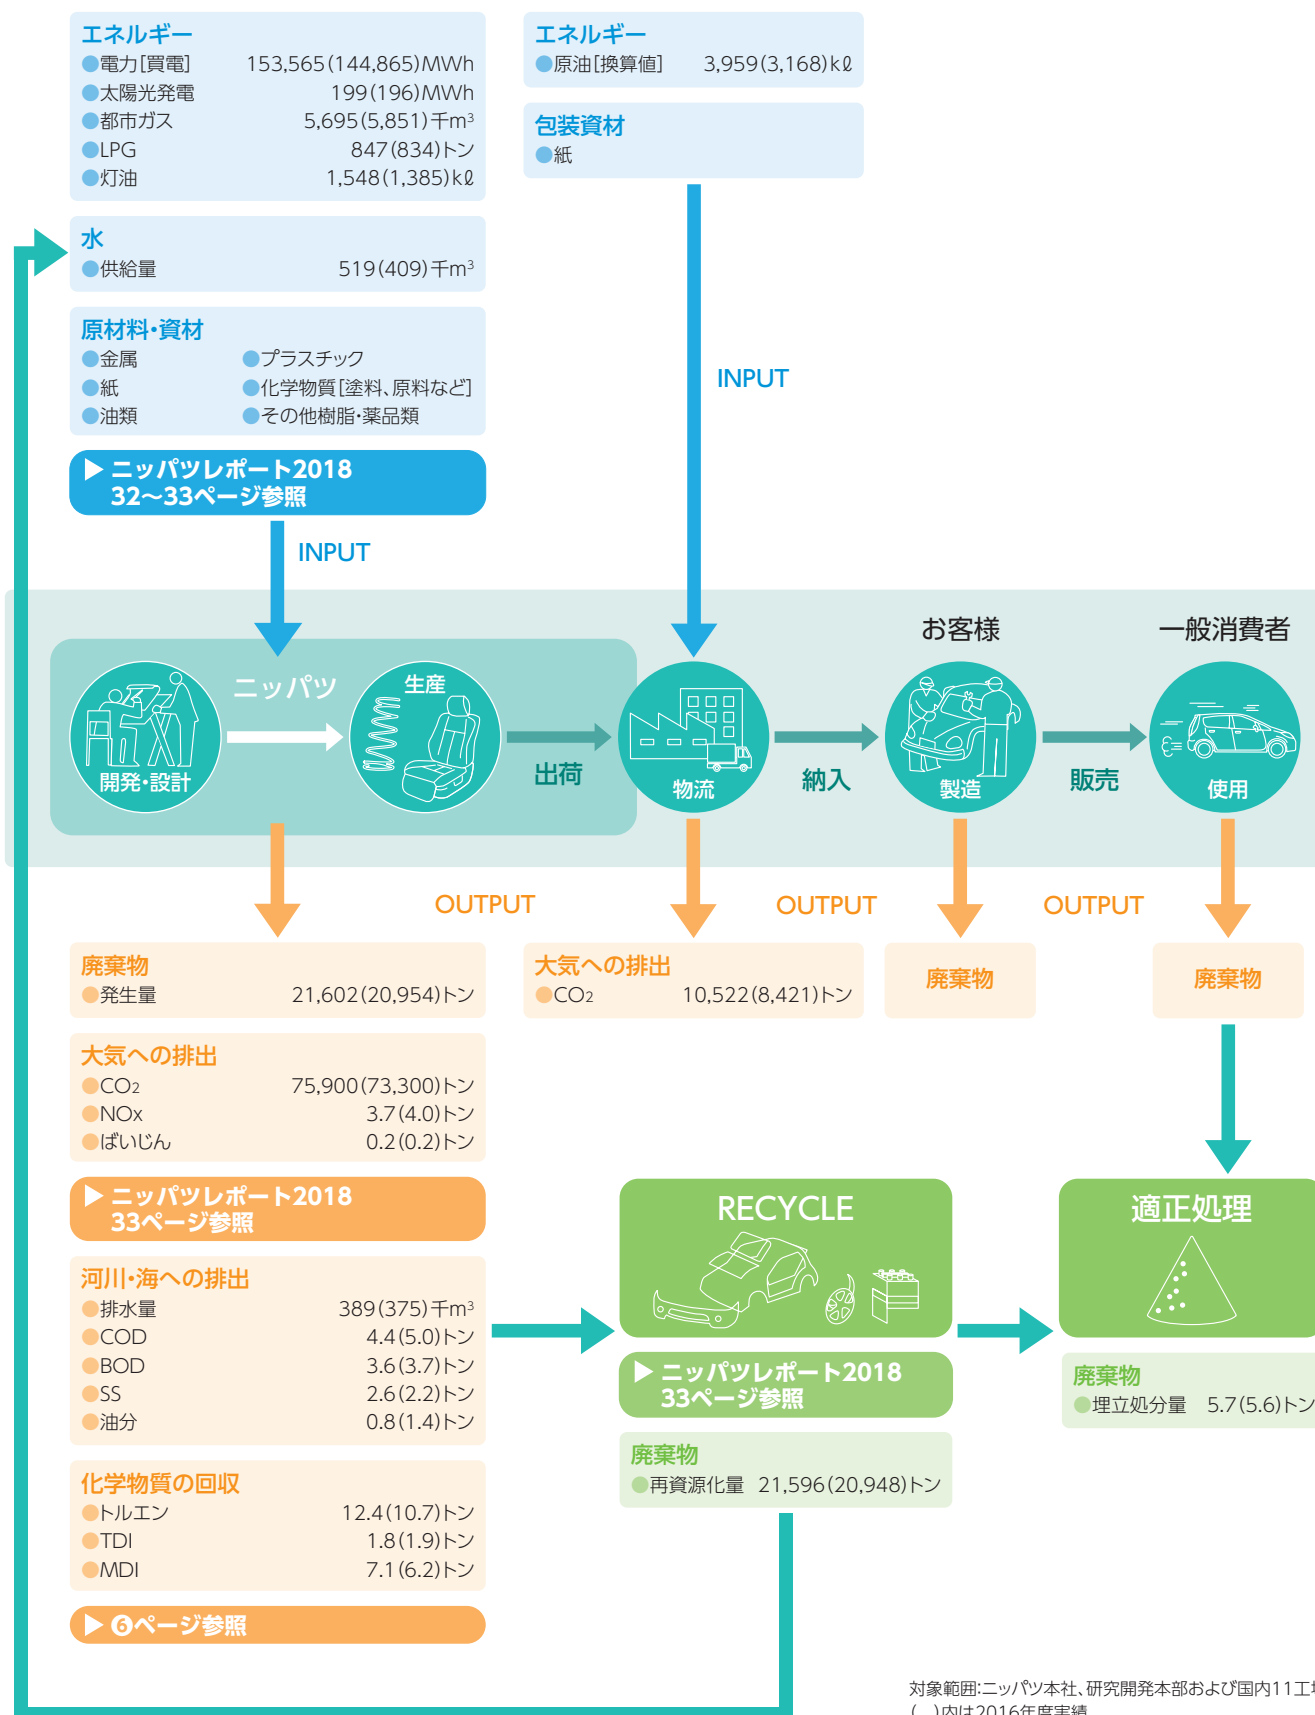 エネルギー
●電力[買電] 153,565(144,865)MWh
●太陽光発電 199(196)MWh
●都市ガス 5,695(5,851)千m³
●LPG 847(834)トン
●灯油 1,548(1,385)kℓ
水
●供給量 519(409)千m³
原材料・資材
●金属 ●プラスチック
●紙 ●化学物質[塗料、原料など]
●油類 ●その他樹脂・薬品類
▶ ニッパツレポート2018
32〜33ページ参照
INPUT
エネルギー
●原油[換算値] 3,959(3,168)kℓ
包装資材
●紙
INPUT
お客様
一般消費者
ニッパツ
開発・設計
生産
出荷
物流
納入
製造
販売
使用
OUTPUT
OUTPUT
OUTPUT
廃棄物
●発生量 21,602(20,954)トン
大気への排出
●CO₂ 75,900(73,300)トン
●NOx 3.7(4.0)トン
●ばいじん 0.2(0.2)トン
▶ ニッパツレポート2018
33ページ参照
河川・海への排出
●排水量 389(375)千m³
●COD 4.4(5.0)トン
●BOD 3.6(3.7)トン
●SS 2.6(2.2)トン
●油分 0.8(1.4)トン
化学物質の回収
●トルエン 12.4(10.7)トン
●TDI 1.8(1.9)トン
●MDI 7.1(6.2)トン
▶ ❻ページ参照
大気への排出
●CO₂ 10,522(8,421)トン
廃棄物
廃棄物
RECYCLE
▶ ニッパツレポート2018
33ページ参照
廃棄物
●再資源化量 21,596(20,948)トン
適正処理
廃棄物
●埋立処分量 5.7(5.6)トン
対象範囲:ニッパツ本社、研究開発本部および国内11工場
( )内は2016年度実績